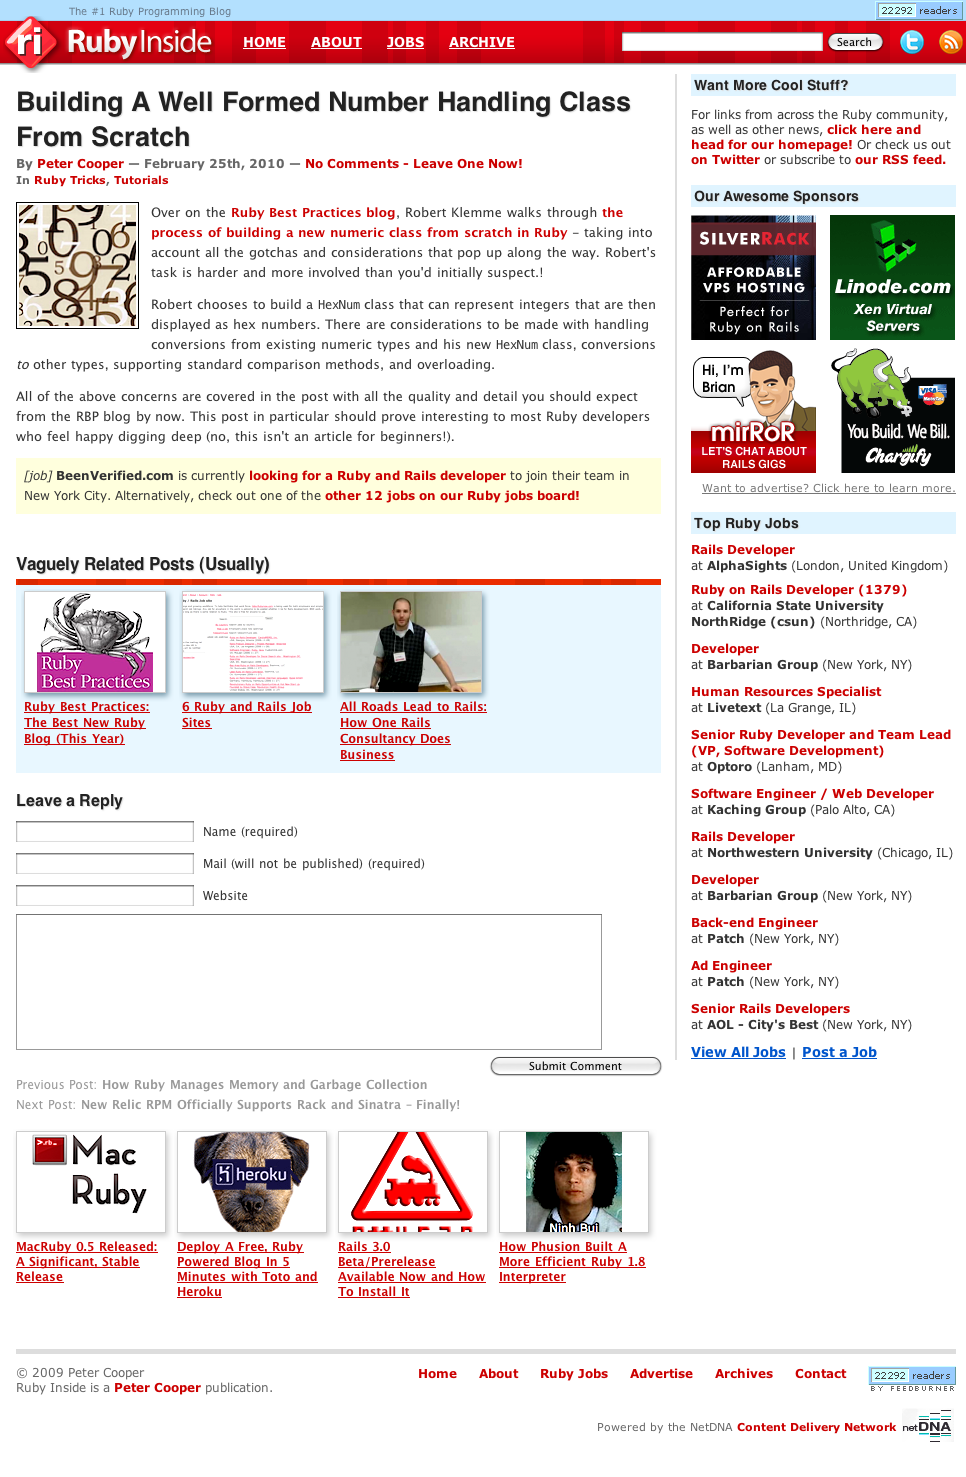 The #1 Ruby Programming Blog
22292 readers
ri RubyInside
HOME ABOUT JOBS ARCHIVE
Search
Building A Well Formed Number Handling Class
From Scratch
By Peter Cooper — February 25th, 2010 — No Comments - Leave One Now!
In Ruby Tricks, Tutorials
Over on the Ruby Best Practices blog, Robert Klemme walks through the
process of building a new numeric class from scratch in Ruby – taking into
account all the gotchas and considerations that pop up along the way. Robert's
task is harder and more involved than you'd initially suspect.!
Robert chooses to build a HexNum class that can represent integers that are then
displayed as hex numbers. There are considerations to be made with handling
conversions from existing numeric types and his new HexNum class, conversions
to other types, supporting standard comparison methods, and overloading.
All of the above concerns are covered in the post with all the quality and detail you should expect
from the RBP blog by now. This post in particular should prove interesting to most Ruby developers
who feel happy digging deep (no, this isn't an article for beginners!).
[job] BeenVerified.com is currently looking for a Ruby and Rails developer to join their team in
New York City. Alternatively, check out one of the other 12 jobs on our Ruby jobs board!
Vaguely Related Posts (Usually)
Ruby
Best Practices
Ruby Best Practices:
The Best New Ruby
Blog (This Year)
6 Ruby and Rails Job
Sites
All Roads Lead to Rails:
How One Rails
Consultancy Does
Business
Leave a Reply
Name (required)
Mail (will not be published) (required)
Website
Submit Comment
Previous Post: How Ruby Manages Memory and Garbage Collection
Next Post: New Relic RPM Officially Supports Rack and Sinatra – Finally!
Mac
Ruby
MacRuby 0.5 Released:
A Significant, Stable
Release
heroku
Deploy A Free, Ruby
Powered Blog In 5
Minutes with Toto and
Heroku
Rails 3.0
Beta/Prerelease
Available Now and How
To Install It
Ninh Bui
How Phusion Built A
More Efficient Ruby 1.8
Interpreter
Want More Cool Stuff?
For links from across the Ruby community,
as well as other news, click here and
head for our homepage! Or check us out
on Twitter or subscribe to our RSS feed.
Our Awesome Sponsors
SILVERRACK
AFFORDABLE
VPS HOSTING
Perfect for
Ruby on Rails
Linode.com
Xen Virtual
Servers
Hi, I'm
Brian
mirRoR
LET'S CHAT ABOUT
RAILS GIGS
VISA
You Build. We Bill.
Chargify
Want to advertise? Click here to learn more.
Top Ruby Jobs
Rails Developer
at AlphaSights (London, United Kingdom)
Ruby on Rails Developer (1379)
at California State University
NorthRidge (csun) (Northridge, CA)
Developer
at Barbarian Group (New York, NY)
Human Resources Specialist
at Livetext (La Grange, IL)
Senior Ruby Developer and Team Lead
(VP, Software Development)
at Optoro (Lanham, MD)
Software Engineer / Web Developer
at Kaching Group (Palo Alto, CA)
Rails Developer
at Northwestern University (Chicago, IL)
Developer
at Barbarian Group (New York, NY)
Back-end Engineer
at Patch (New York, NY)
Ad Engineer
at Patch (New York, NY)
Senior Rails Developers
at AOL - City's Best (New York, NY)
View All Jobs | Post a Job
© 2009 Peter Cooper
Ruby Inside is a Peter Cooper publication.
Home About Ruby Jobs Advertise Archives Contact
22292 readers
BY FEEDBURNER
Powered by the NetDNA Content Delivery Network
netDNA